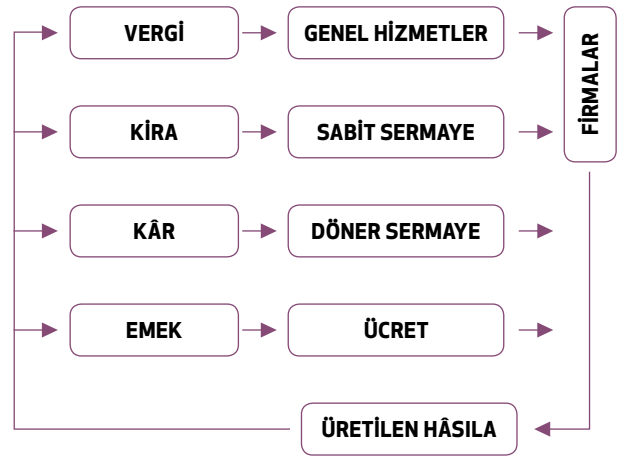 VERGİ
GENEL HİZMETLER
FİRMALAR
KİRA
SABİT SERMAYE
KÂR
DÖNER SERMAYE
EMEK
ÜCRET
ÜRETİLEN HÂSILA